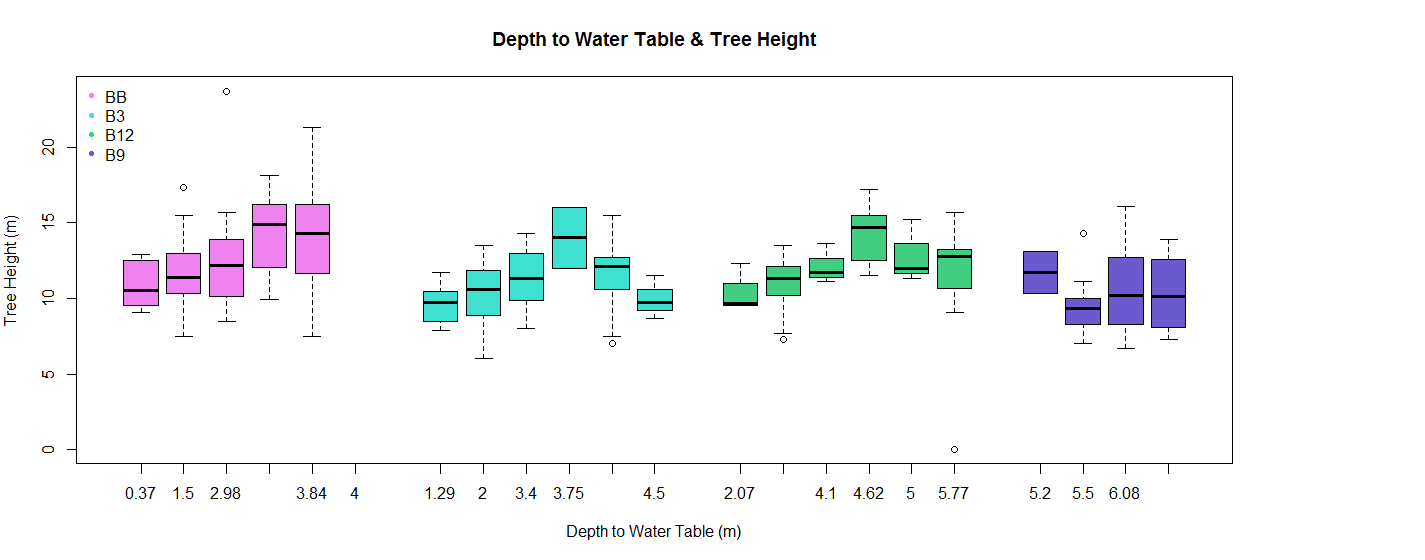 Depth to Water Table & Tree Height
BB
B3
B12
B9
Tree Height (m)
20
15
10
5
0
0.37 1.5 2.98 3.84 4 1.29 2 3.4 3.75 4.5 2.07 4.1 4.62 5 5.77 5.2 5.5 6.08
Depth to Water Table (m)